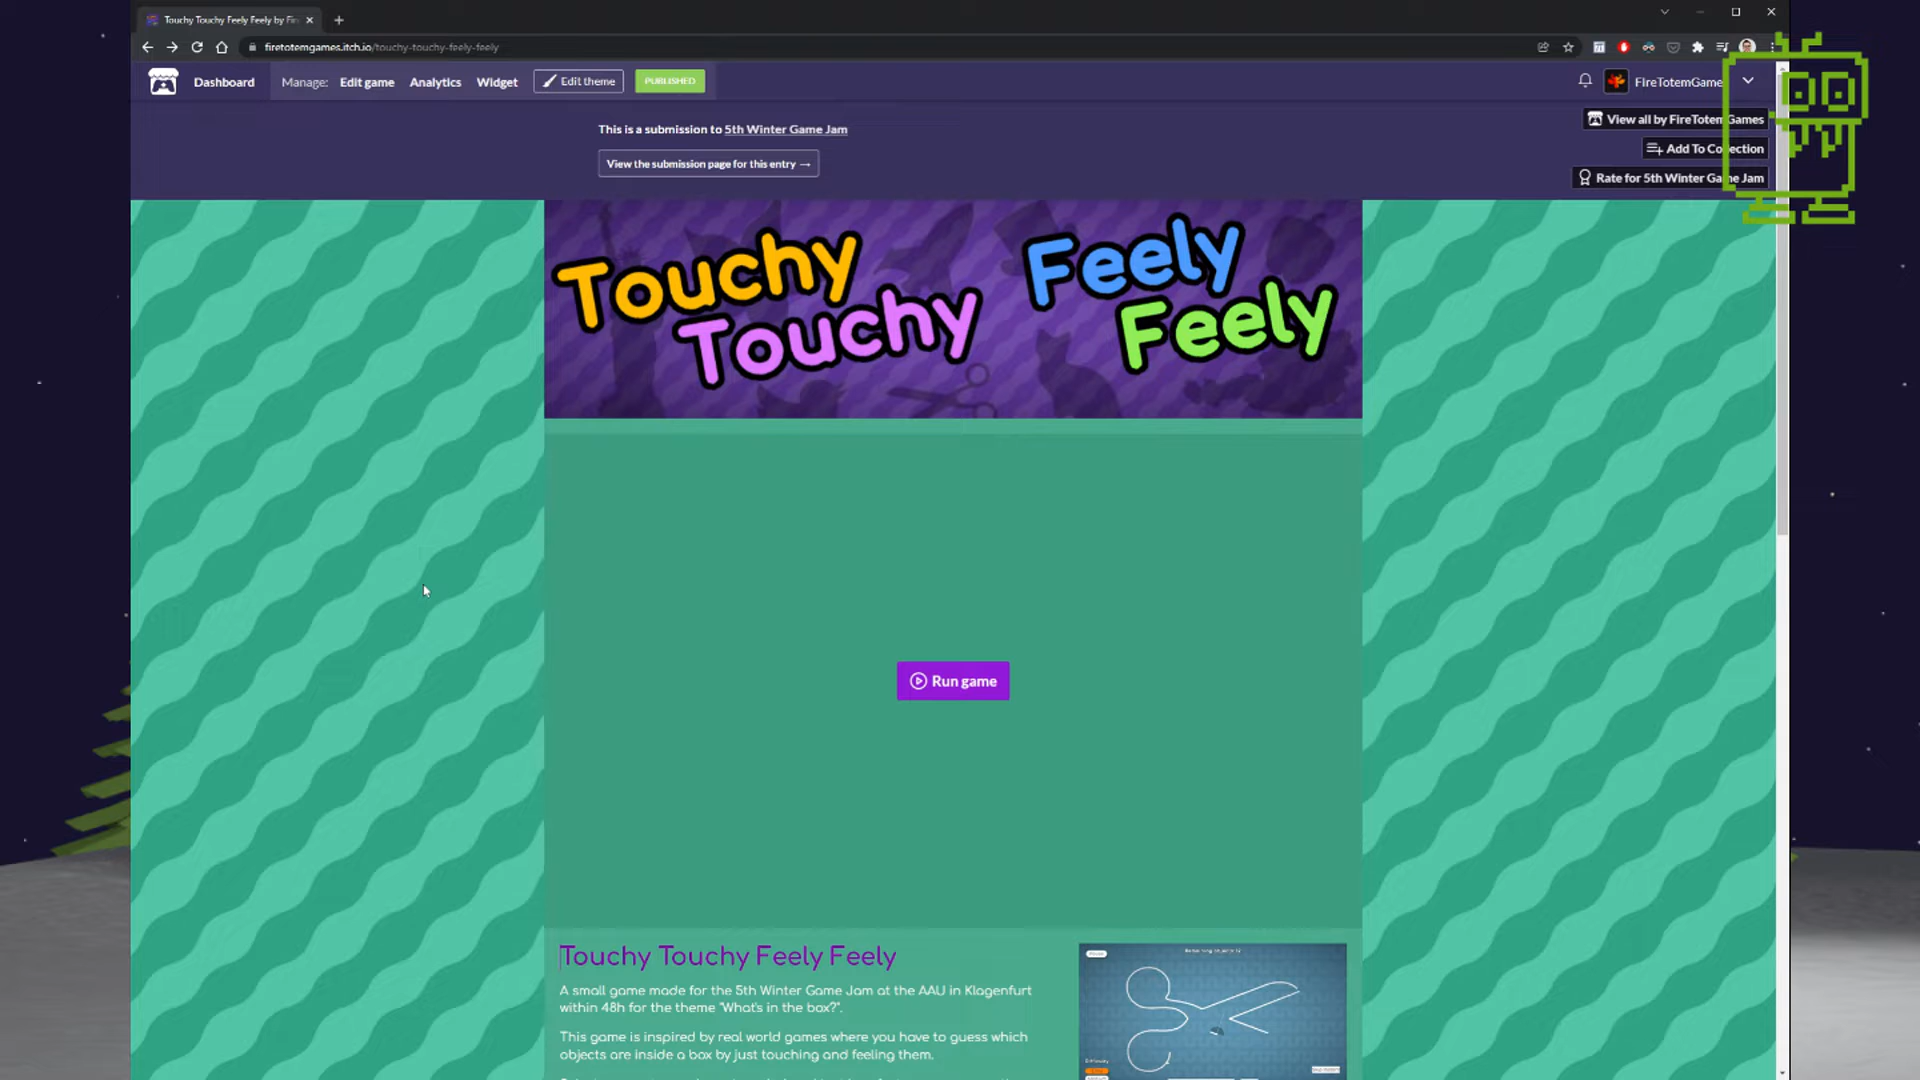 Touchy Touchy Feely Feely by Fir
firetotemgames.itch.io/touchy-touchy-feely-feely
Dashboard Manage: Edit game Analytics Widget Edit theme PUBLISHED FireTotemGame
This is a submission to 5th Winter Game Jam
View the submission page for this entry →
View all by FireTotemGames
Add To Collection
Rate for 5th Winter Game Jam
Touchy Feely
Touchy Feely
Run game
Touchy Touchy Feely Feely
A small game made for the 5th Winter Game Jam at the AAU in Klagenfurt
within 48h for the theme "What's in the box?".
This game is inspired by real world games where you have to guess which
objects are inside a box by just touching and feeling them.